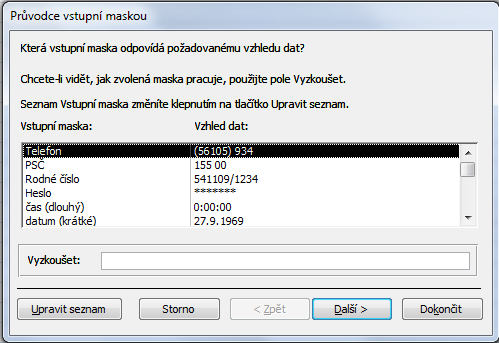 Průvodce vstupní maskou
Která vstupní maska odpovídá požadovanému vzhledu dat?
Chcete-li vidět, jak zvolená maska pracuje, použijte pole Vyzkoušet.
Seznam Vstupní maska změníte klepnutím na tlačítko Upravit seznam.
Vstupní maska: Vzhled dat:
Telefon (56105) 934
PSČ 155 00
Rodné číslo 541109/1234
Heslo *******
čas (dlouhý) 0:00:00
datum (krátké) 27.9.1969
Vyzkoušet:
Upravit seznam Storno < Zpět Další > Dokončit